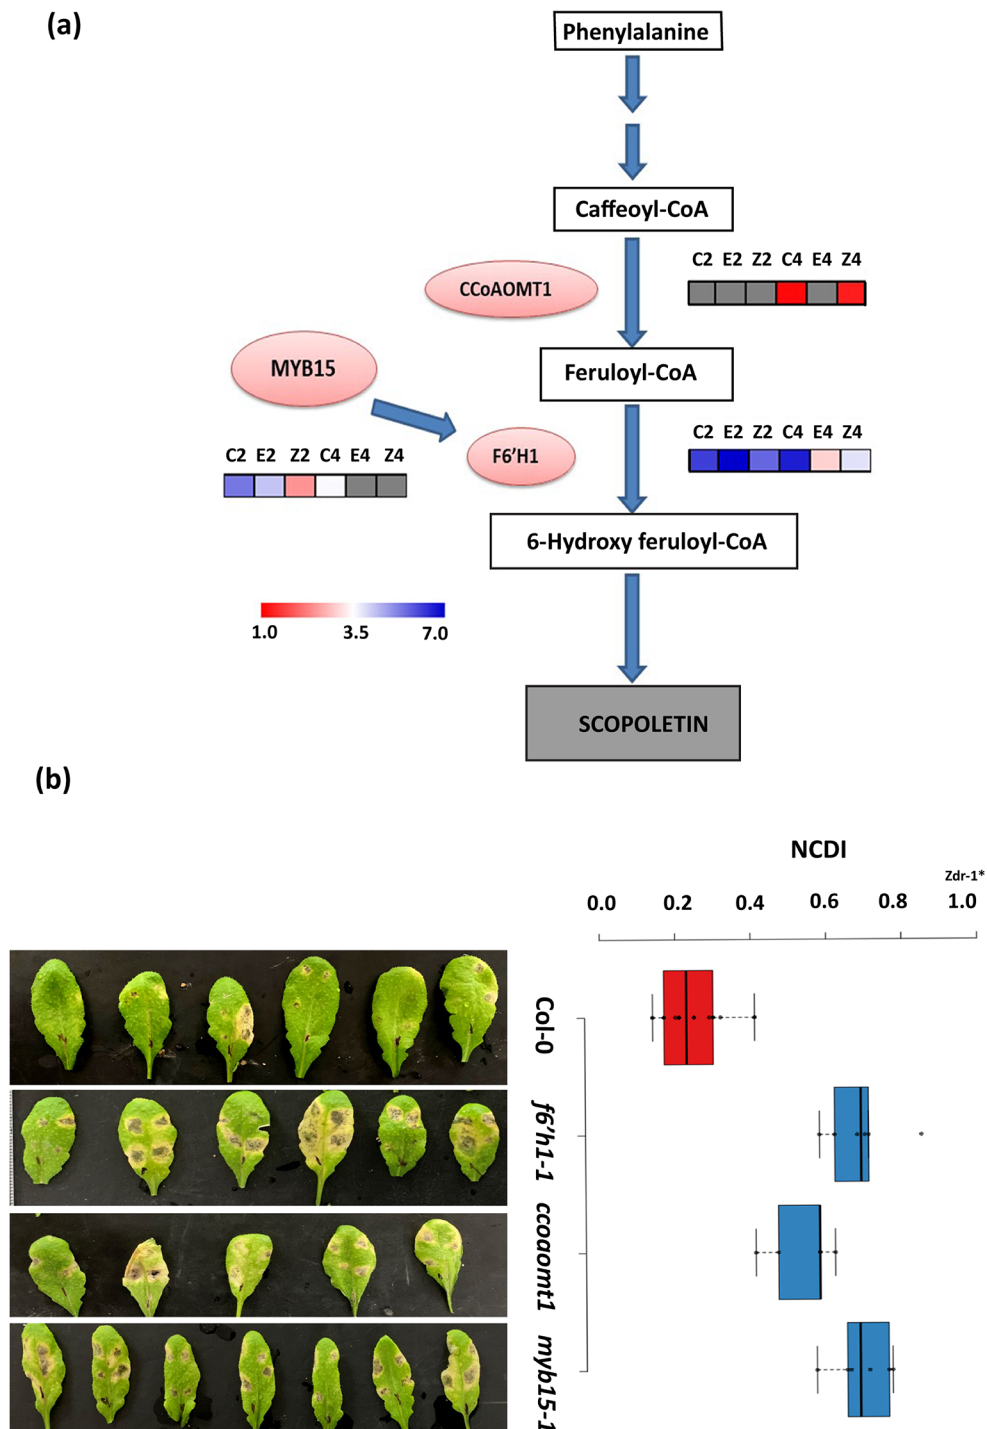 (a)
Phenylalanine
Caffeoyl-CoA
C2 E2 Z2 C4 E4 Z4
CCoAOMT1
MYB15
Feruloyl-CoA
C2 E2 Z2 C4 E4 Z4
F6'H1
C2 E2 Z2 C4 E4 Z4
6-Hydroxy feruloyl-CoA
1.0 3.5 7.0
SCOPOLETIN
(b)
NCDI
Zdr-1*
0.0 0.2 0.4 0.6 0.8 1.0
Col-0
f6'h1-1
ccoaomt1
myb15-1